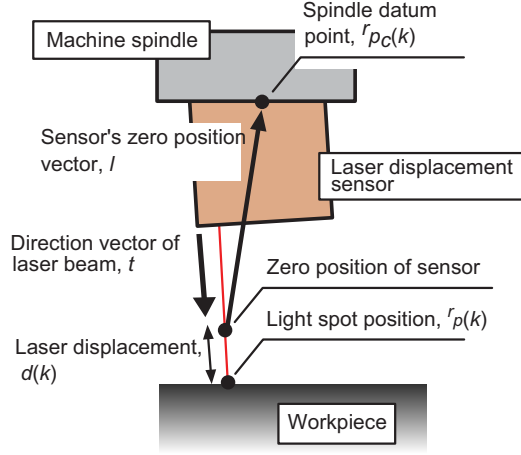 Spindle datum
point, rpc(k)
Machine spindle
Sensor's zero position
vector, l
Laser displacement
sensor
Direction vector of
laser beam, t
Zero position of sensor
Light spot position, rp(k)
Laser displacement,
d(k)
Workpiece